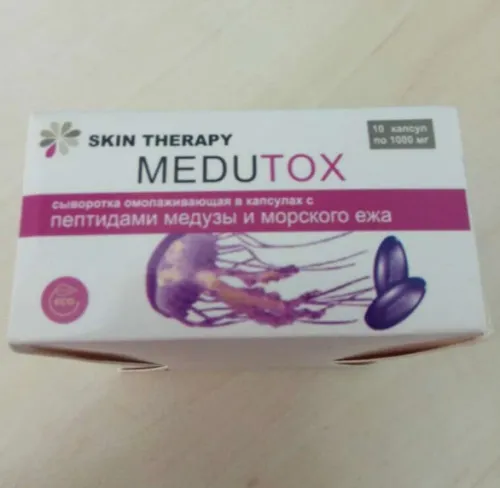 SKIN THERAPY
MEDUTOX
10 капсул
по 1000 мг
сыворотка омолаживающая в капсулах с
пептидами медузы и морского ежа